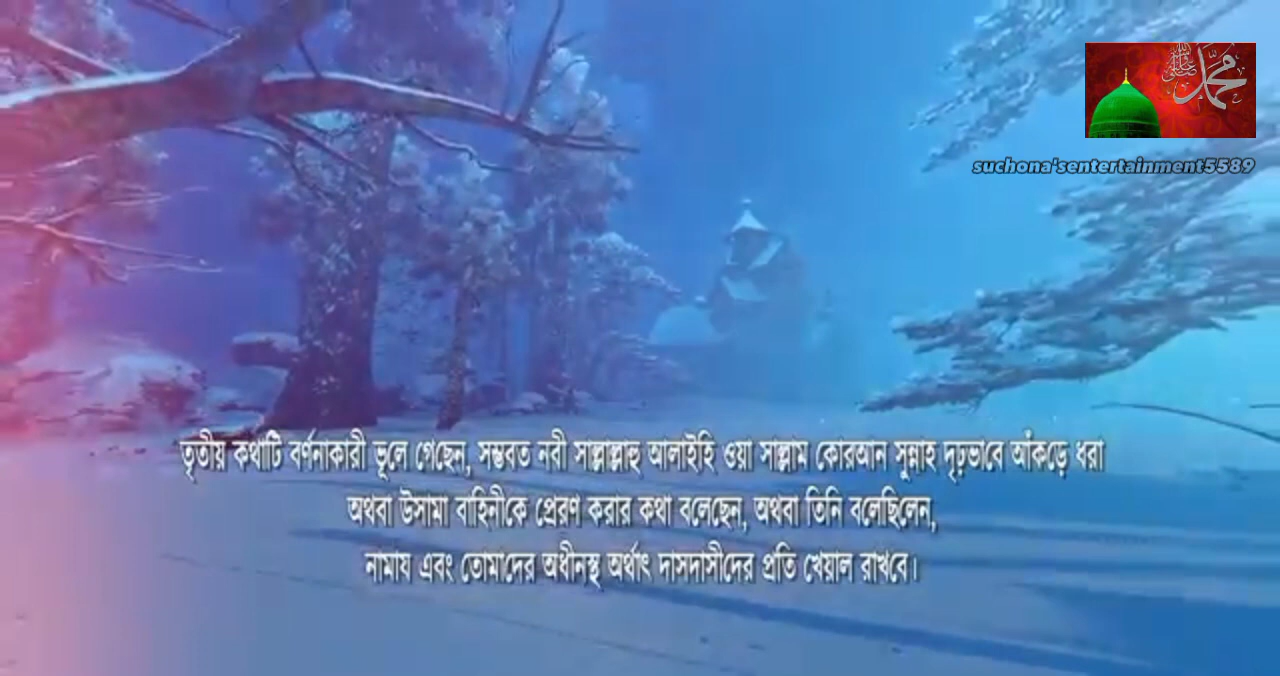 محمد
suchona'sentertainment5589
তৃতীয় কথাটি বর্ণনাকারী ভূলে গেছেন, সম্ভবত নবী সাল্লাল্লাহু আলাইহি ওয়া সাল্লাম কোরআন সুন্নাহ দৃঢ়ভাবে আঁকড়ে ধরা
অথবা উসামা বাহিনীকে প্রেরণ করার কথা বলেছেন, অথবা তিনি বলেছিলেন,
নামায এবং তোমাদের অধীনস্থ অর্থাৎ দাসদাসীদের প্রতি খেয়াল রাখবে।